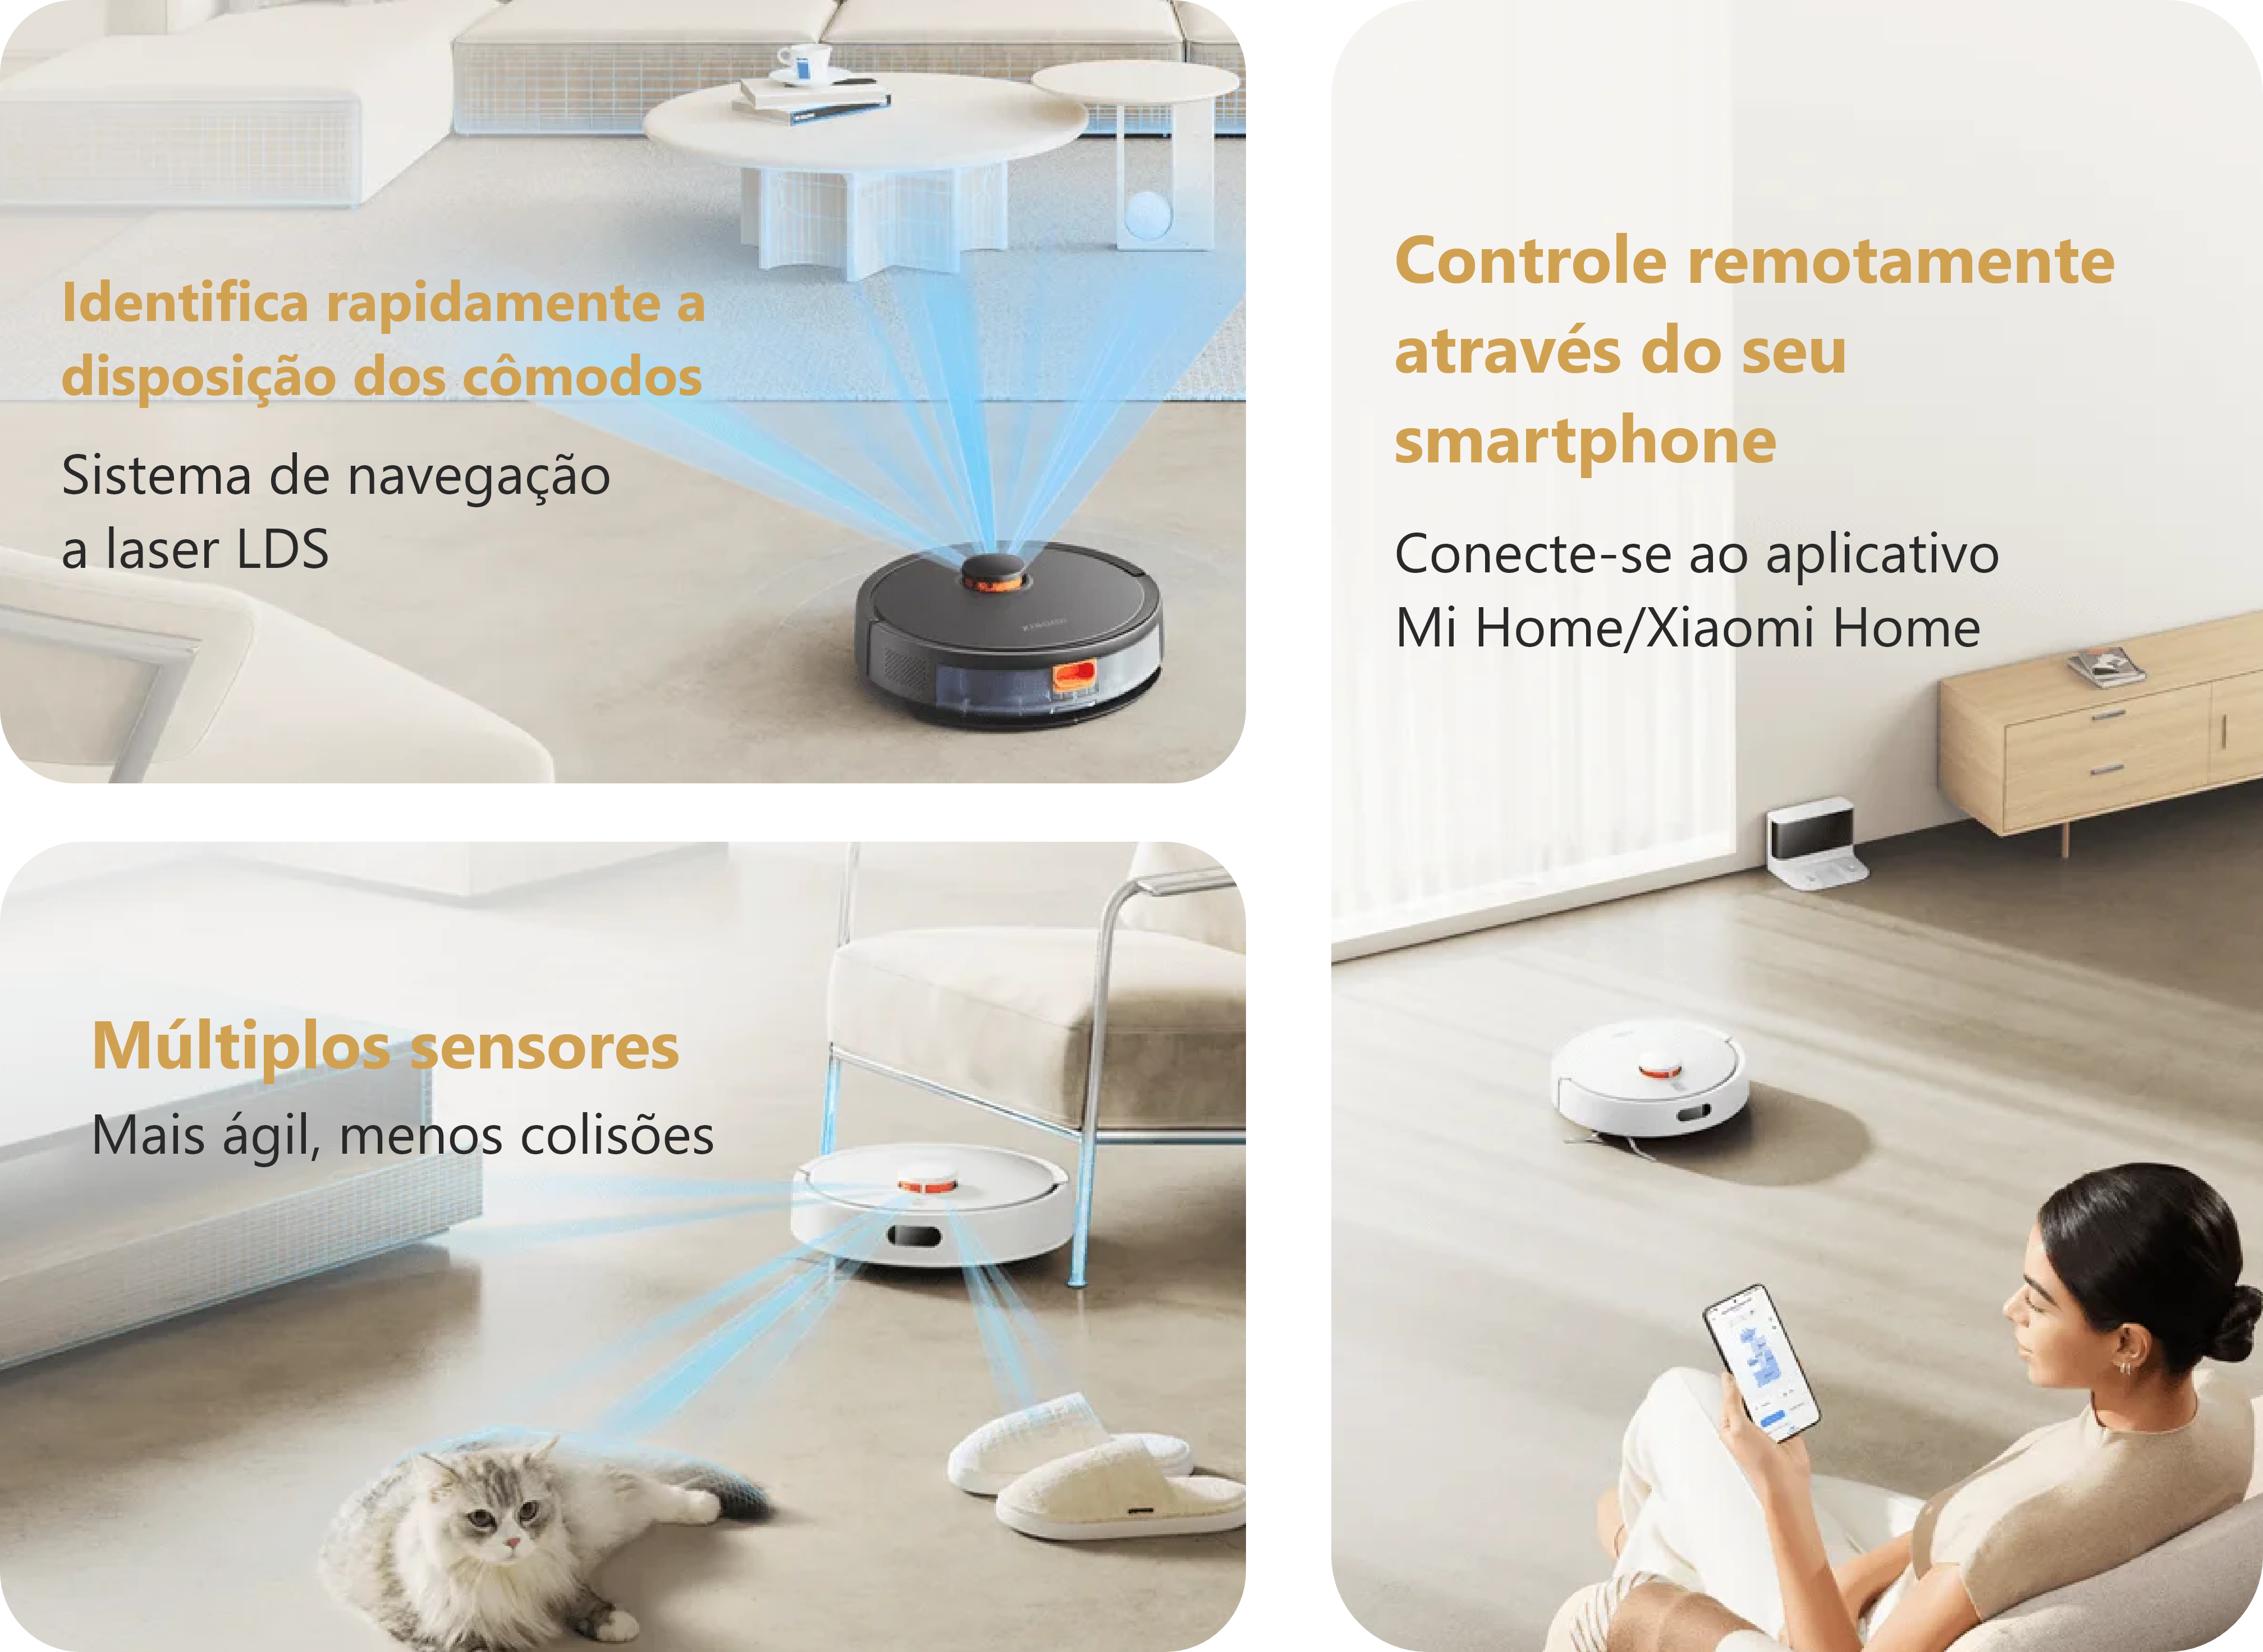 Identifica rapidamente a
disposição dos cômodos
Sistema de navegação
a laser LDS
Múltiplos sensores
Mais ágil, menos colisões
Controle remotamente
através do seu
smartphone
Conecte-se ao aplicativo
Mi Home/Xiaomi Home